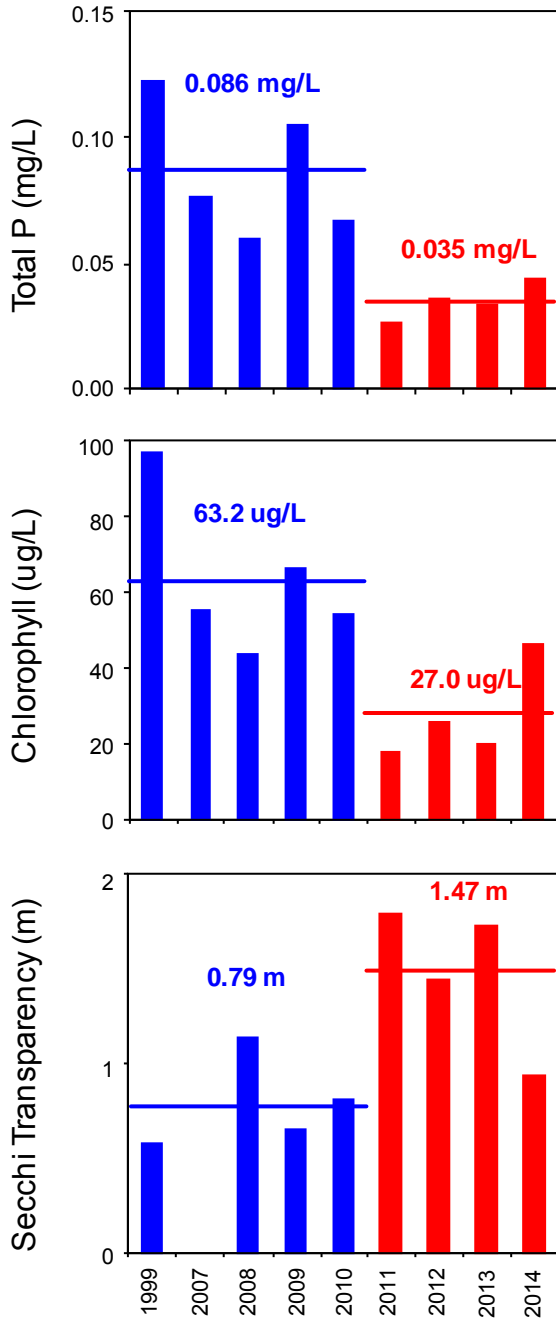 Total P (mg/L)
0.15
0.10
0.05
0.00
0.086 mg/L
0.035 mg/L
Chlorophyll (ug/L)
100
80
60
40
20
0
63.2 ug/L
27.0 ug/L
Secchi Transparency (m)
2
1
0
0.79 m
1.47 m
1999
2007
2008
2009
2010
2011
2012
2013
2014